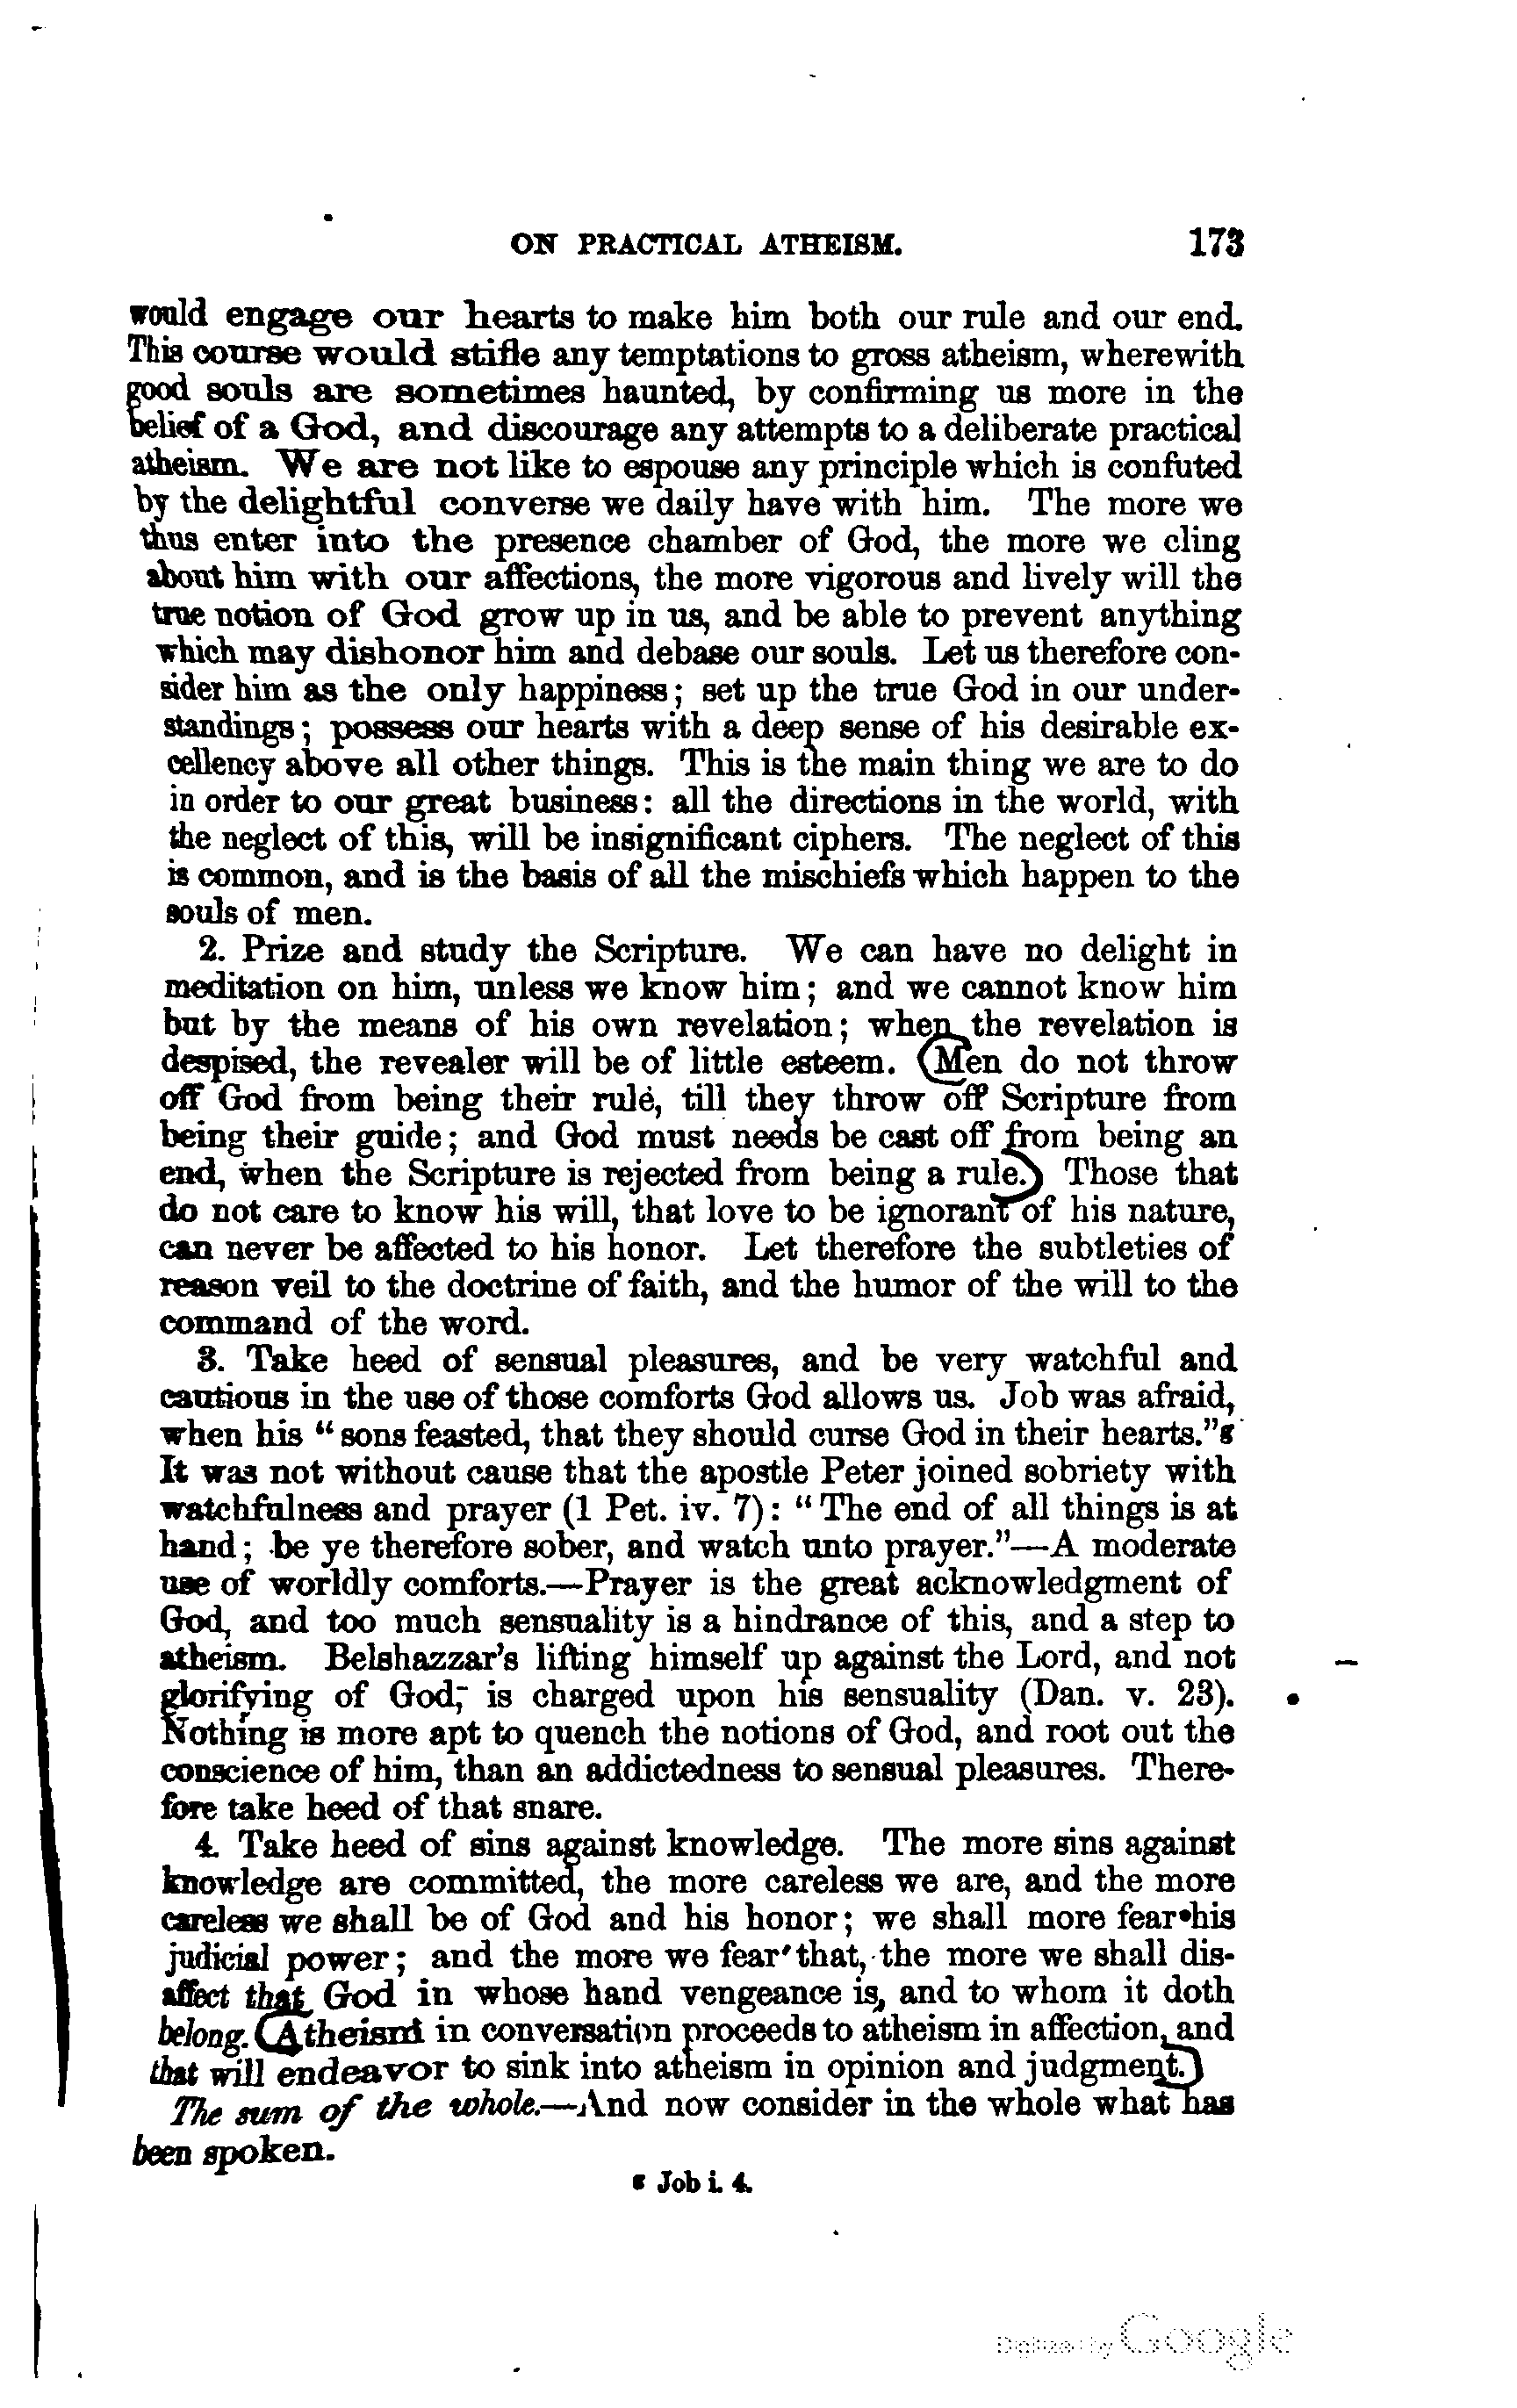 ON PRACTICAL ATHEISM. 173
would engage our hearts to make him both our rule and our end.
This course would stifle any temptations to gross atheism, wherewith
good souls are sometimes haunted, by confirming us more in the
belief of a God, and discourage any attempts to a deliberate practical
atheism. We are not like to espouse any principle which is confuted
by the delightful converse we daily have with him. The more we
thus enter into the presence chamber of God, the more we cling
about him with our affections, the more vigorous and lively will the
true notion of God grow up in us, and be able to prevent anything
which may dishonor him and debase our souls. Let us therefore con-
sider him as the only happiness; set up the true God in our under-
standings; possess our hearts with a deep sense of his desirable ex-
cellency above all other things. This is the main thing we are to do
in order to our great business: all the directions in the world, with
the neglect of this, will be insignificant ciphers. The neglect of this
is common, and is the basis of all the mischiefs which happen to the
souls of men.
2. Prize and study the Scripture. We can have no delight in
meditation on him, unless we know him; and we cannot know him
but by the means of his own revelation; when the revelation is
despised, the revealer will be of little esteem. (Men do not throw
off God from being their rule, till they throw off Scripture from
being their guide; and God must needs be cast off from being an
end, when the Scripture is rejected from being a rule.) Those that
do not care to know his will, that love to be ignorant of his nature,
can never be affected to his honor. Let therefore the subtleties of
reason veil to the doctrine of faith, and the humor of the will to the
command of the word.
3. Take heed of sensual pleasures, and be very watchful and
cautious in the use of those comforts God allows us. Job was afraid,
when his "sons feasted, that they should curse God in their hearts."g
It was not without cause that the apostle Peter joined sobriety with
watchfulness and prayer (1 Pet. iv. 7): "The end of all things is at
hand; be ye therefore sober, and watch unto prayer."—A moderate
use of worldly comforts.—Prayer is the great acknowledgment of
God, and too much sensuality is a hindrance of this, and a step to
atheism. Belshazzar's lifting himself up against the Lord, and not
glorifying of God, is charged upon his sensuality (Dan. v. 23).
Nothing is more apt to quench the notions of God, and root out the
conscience of him, than an addictedness to sensual pleasures. There-
fore take heed of that snare.
4. Take heed of sins against knowledge. The more sins against
knowledge are committed, the more careless we are, and the more
careless we shall be of God and his honor; we shall more fear his
judicial power; and the more we fear that, the more we shall dis-
affect that God in whose hand vengeance is, and to whom it doth
belong. (Atheism in conversation proceeds to atheism in affection, and
that will endeavor to sink into atheism in opinion and judgment.)
The sum of the whole.—And now consider in the whole what has
been spoken.
g Job i. 4.
Digitized by Google